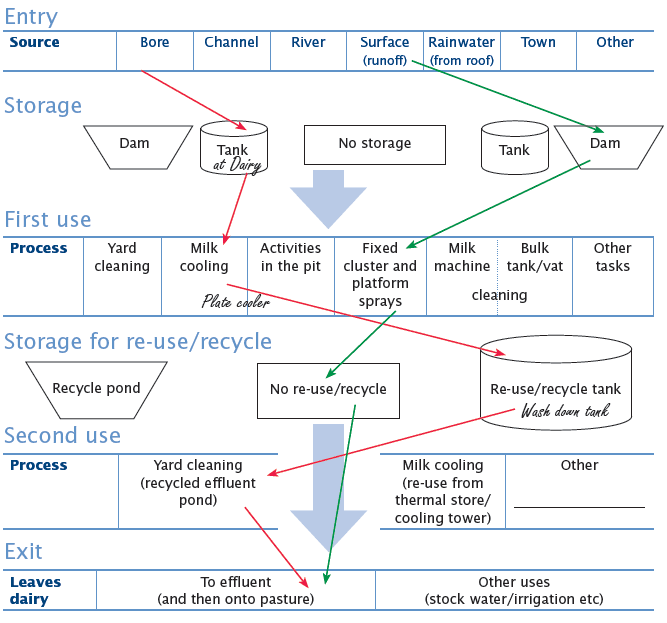 Entry
Source Bore Channel River Surface Rainwater Town Other
(runoff) (from roof)
Storage
Dam Tank No storage Tank Dam
at Dairy
First use
Process Yard Milk Activities Fixed Milk Bulk Other
cleaning cooling in the pit cluster and machine tank/vat tasks
platform
Plate cooler sprays cleaning
Storage for re-use/recycle
Recycle pond No re-use/recycle Re-use/recycle tank
Wash down tank
Second use
Process Yard cleaning Milk cooling Other
(recycled effluent (re-use from
pond) thermal store/
cooling tower)
Exit
Leaves To effluent Other uses
dairy (and then onto pasture) (stock water/irrigation etc)